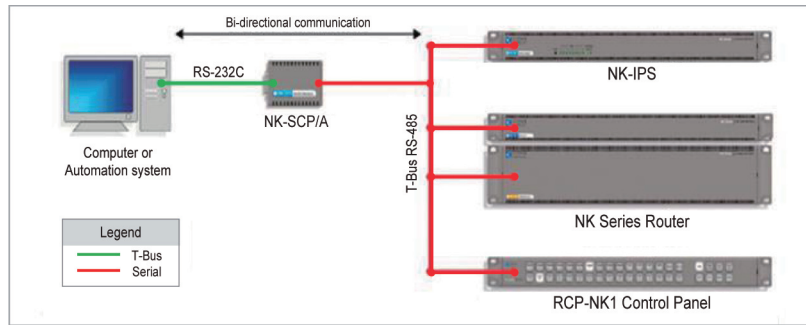 Bi-directional communication
RS-232C
NK-SCP/A
Computer or
Automation system
T-Bus RS-485
NK-IPS
NK Series Router
RCP-NK1 Control Panel
Legend
T-Bus
Serial